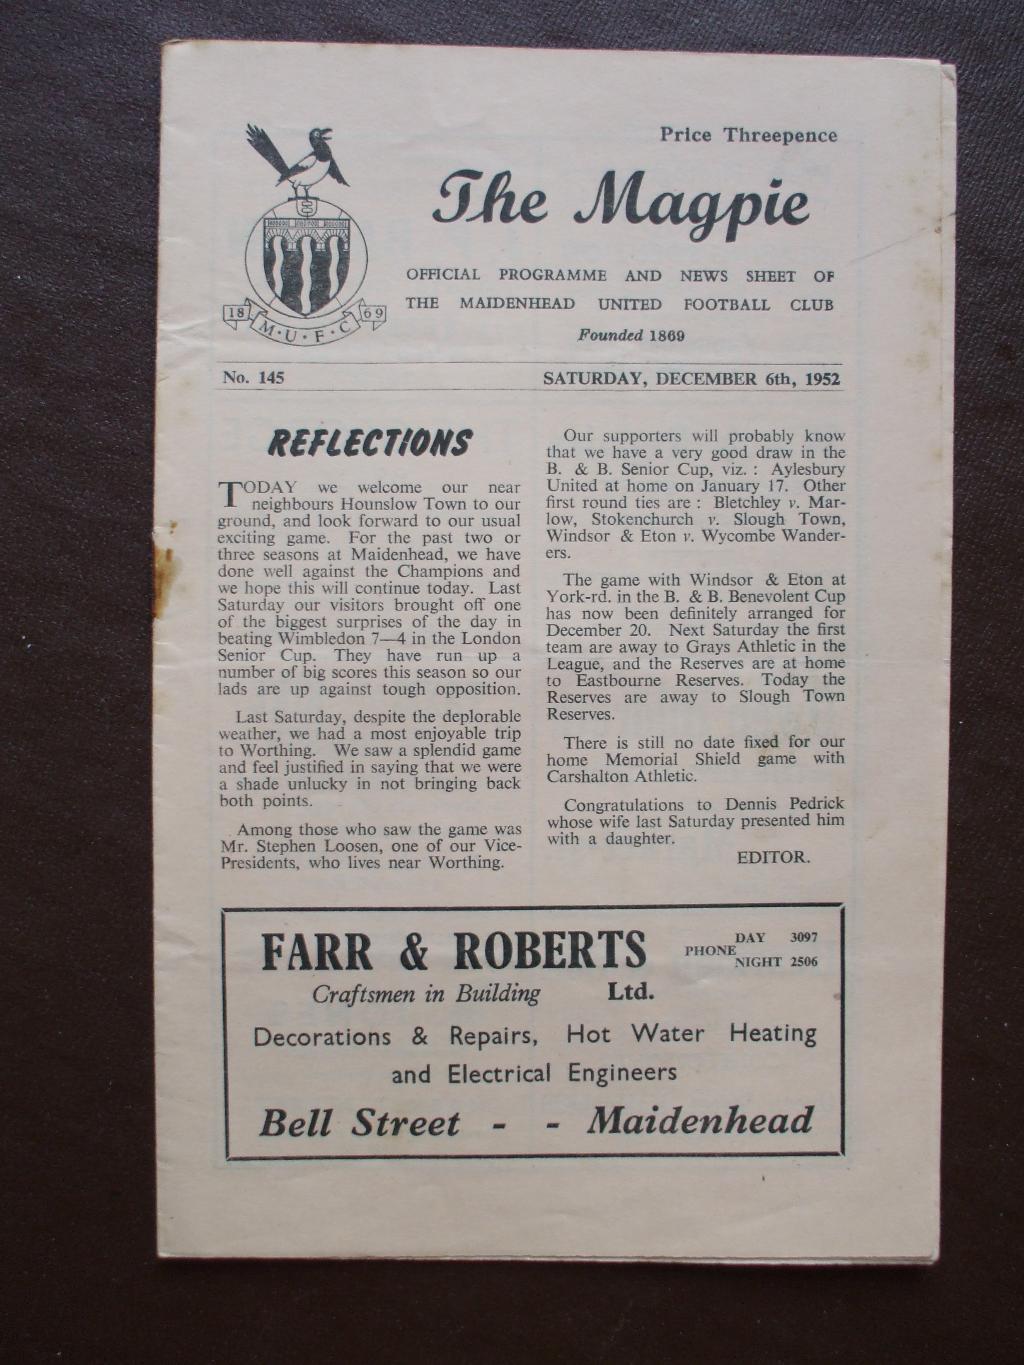 Price Threepence
The Magpie
OFFICIAL PROGRAMME AND NEWS SHEET OF
THE MAIDENHEAD UNITED FOOTBALL CLUB
Founded 1869
18 69
M·U·F·C
No. 145
SATURDAY, DECEMBER 6th, 1952
REFLECTIONS
TODAY we welcome our near
neighbours Hounslow Town to our
ground, and look forward to our usual
exciting game. For the past two or
three seasons at Maidenhead, we have
done well against the Champions and
we hope this will continue today. Last
Saturday our visitors brought off one
of the biggest surprises of the day in
beating Wimbledon 7—4 in the London
Senior Cup. They have run up a
number of big scores this season so our
lads are up against tough opposition.
Last Saturday, despite the deplorable
weather, we had a most enjoyable trip
to Worthing. We saw a splendid game
and feel justified in saying that we were
a shade unlucky in not bringing back
both points.
Among those who saw the game was
Mr. Stephen Loosen, one of our Vice-
Presidents, who lives near Worthing.
Our supporters will probably know
that we have a very good draw in the
B. & B. Senior Cup, viz. : Aylesbury
United at home on January 17. Other
first round ties are : Bletchley v. Mar-
low, Stokenchurch v. Slough Town,
Windsor & Eton v. Wycombe Wander-
ers.
The game with Windsor & Eton at
York-rd. in the B. & B. Benevolent Cup
has now been definitely arranged for
December 20. Next Saturday the first
team are away to Grays Athletic in the
League, and the Reserves are at home
to Eastbourne Reserves. Today the
Reserves are away to Slough Town
Reserves.
There is still no date fixed for our
home Memorial Shield game with
Carshalton Athletic.
Congratulations to Dennis Pedrick
whose wife last Saturday presented him
with a daughter.
EDITOR.
FARR & ROBERTS
Ltd.
PHONE DAY 3097
NIGHT 2506
Craftsmen in Building
Decorations & Repairs, Hot Water Heating
and Electrical Engineers
Bell Street - - Maidenhead